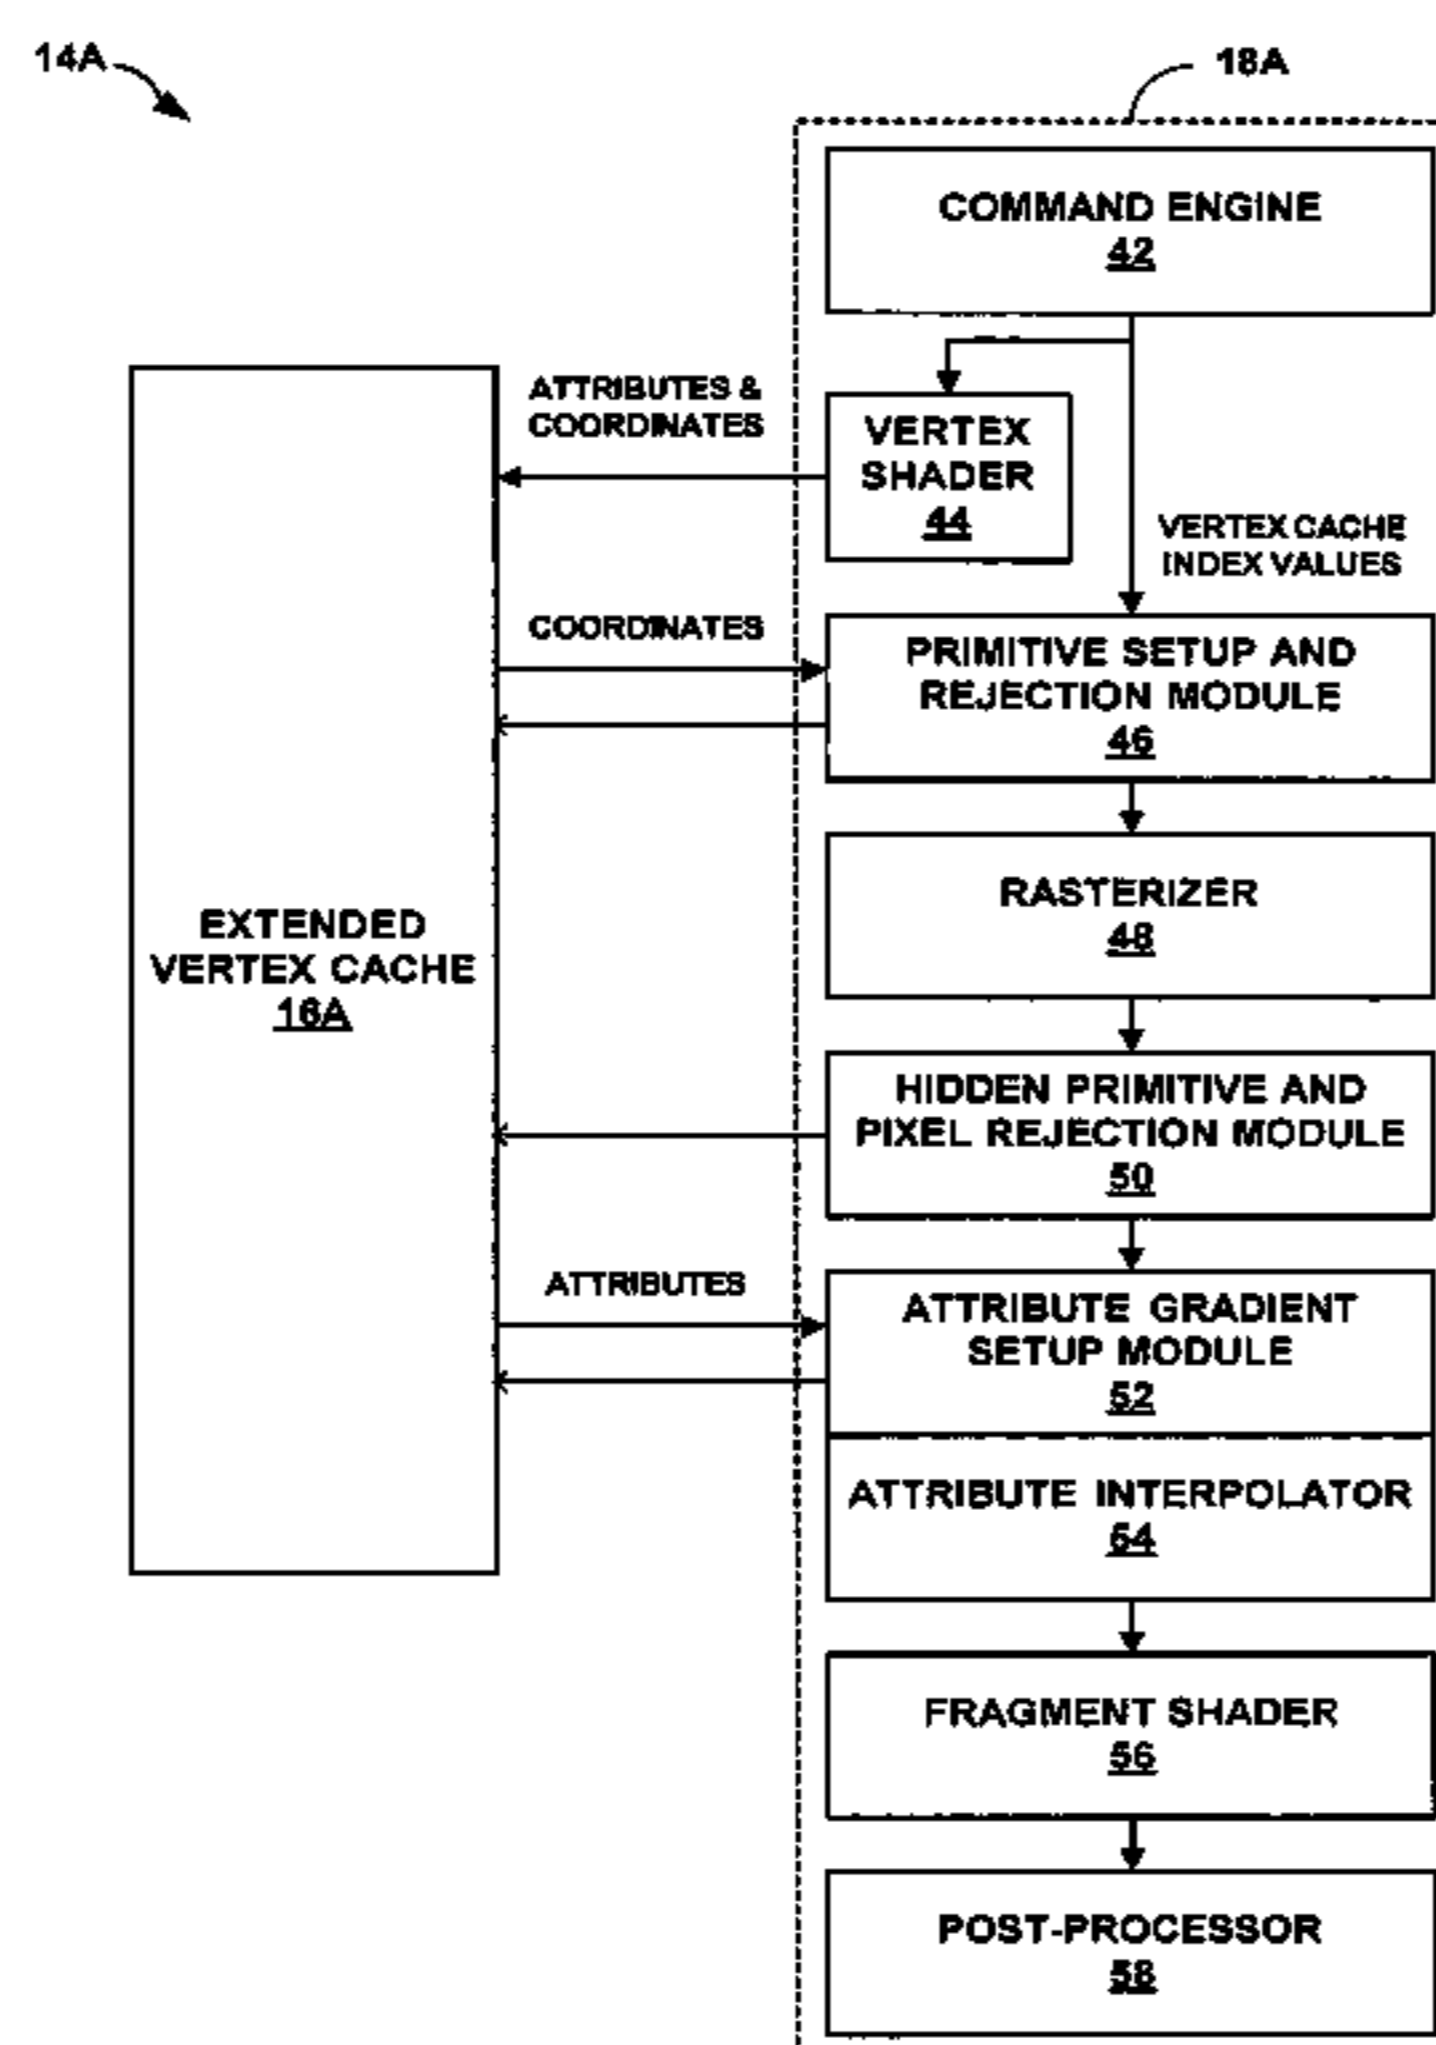 14A
18A
COMMAND ENGINE
42
ATTRIBUTES &
COORDINATES
VERTEX
SHADER
44
VERTEX CACHE
INDEX VALUES
COORDINATES
PRIMITIVE SETUP AND
REJECTION MODULE
46
RASTERIZER
48
EXTENDED
VERTEX CACHE
16A
HIDDEN PRIMITIVE AND
PIXEL REJECTION MODULE
50
ATTRIBUTES
ATTRIBUTE GRADIENT
SETUP MODULE
52
ATTRIBUTE INTERPOLATOR
54
FRAGMENT SHADER
56
POST-PROCESSOR
58